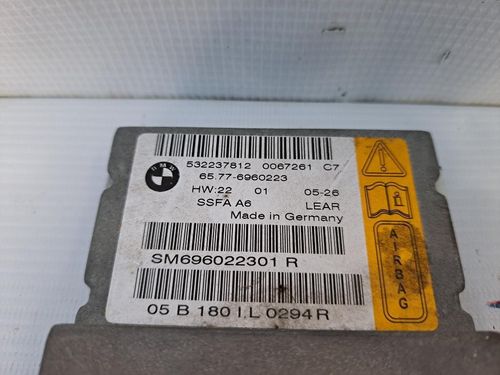 BMW
532237812 0067261 C7
65.77-6960223
HW:22 01 05-26
SSFA A6 LEAR
Made in Germany
SM696022301 R
05 B 180 I.L 0294 R
AIRBAG